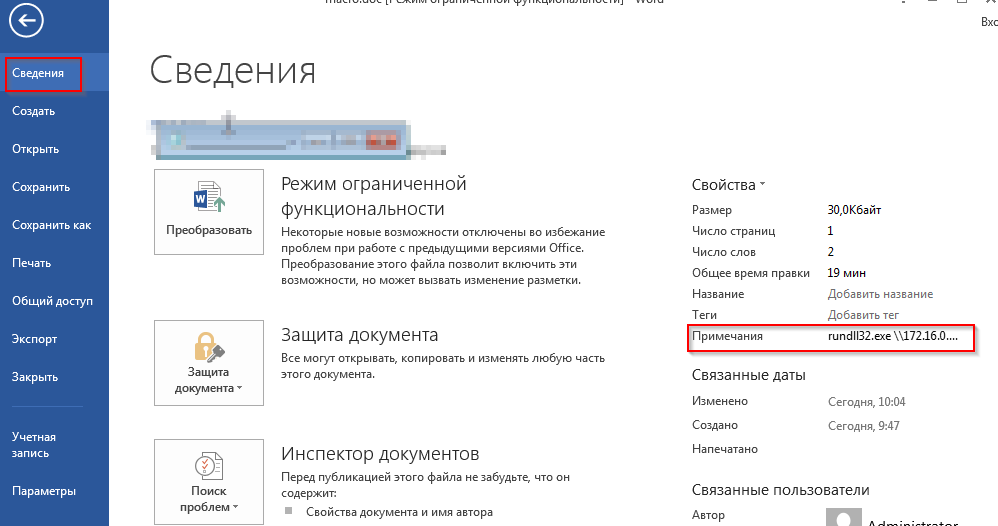 macro.doc [Режим ограниченной функциональности] - Word
Вхо
Сведения
Создать
Открыть
Сохранить
Сохранить как
Печать
Общий доступ
Экспорт
Закрыть
Учетная
запись
Параметры
Сведения
Преобразовать
Режим ограниченной
функциональности
Некоторые новые возможности отключены во избежание
проблем при работе с предыдущими версиями Office.
Преобразование этого файла позволит включить эти
возможности, но может вызвать изменение разметки.
Защита
документа
Защита документа
Все могут открывать, копировать и изменять любую часть
этого документа.
Поиск
проблем
Инспектор документов
Перед публикацией этого файла не забудьте, что он
содержит:
Свойства документа и имя автора
Свойства
Размер 30,0Кбайт
Число страниц 1
Число слов 2
Общее время правки 19 мин
Название Добавить название
Теги Добавить тег
Примечания rundll32.exe \\172.16.0....
Связанные даты
Изменено Сегодня, 10:04
Создано Сегодня, 9:47
Напечатано
Связанные пользователи
Автор Administrator